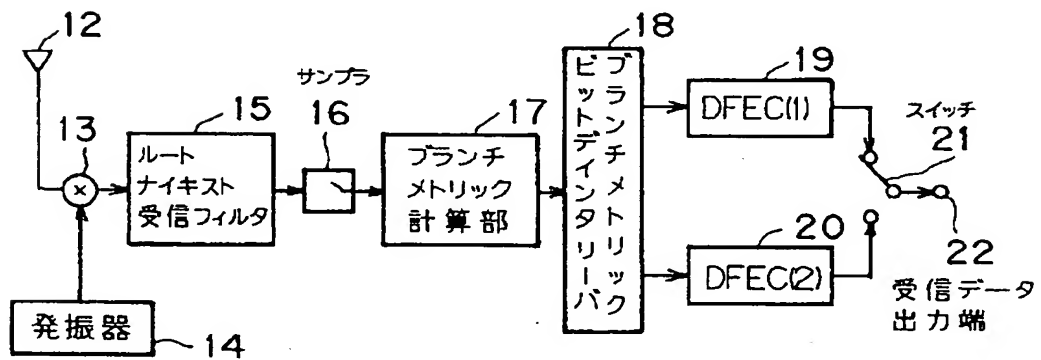 12
13
発振器
14
15
ルート
ナイキスト
受信フィルタ
サンプラ
16
17
ブランチ
メトリック
計算部
18
ブランチメトリック
ビットディンタリーバ
19
DFEC(1)
20
DFEC(2)
スイッチ
21
22
受信データ
出力端